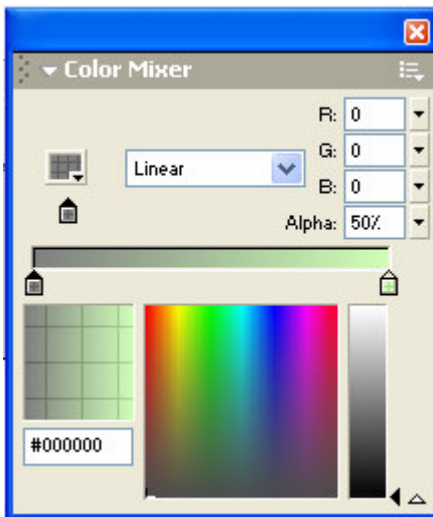 Color Mixer
R: 0
G: 0
Linear
B: 0
Alpha: 50%
#000000